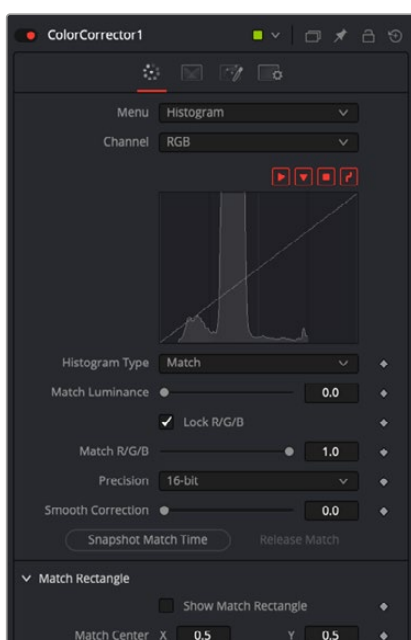 ColorCorrector1
Menu Histogram
Channel RGB
Histogram Type Match
Match Luminance 0.0
Lock R/G/B
Match R/G/B 1.0
Precision 16-bit
Smooth Correction 0.0
Snapshot Match Time Release Match
Match Rectangle
Show Match Rectangle
Match Center X 0.5 Y 0.5